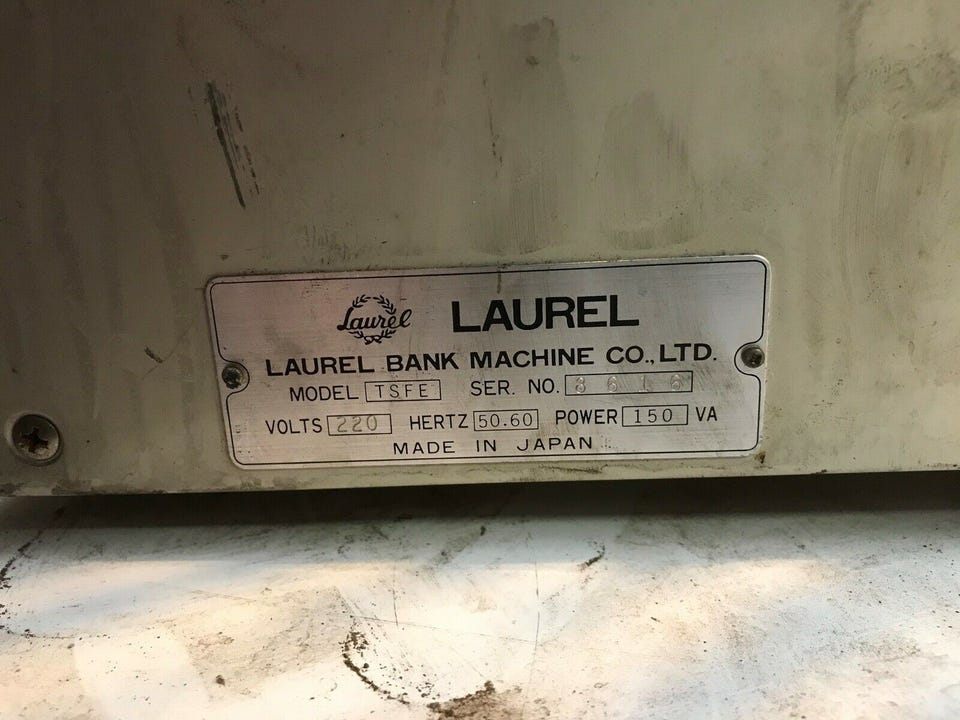 Laurel LAUREL
LAUREL BANK MACHINE CO., LTD.
MODEL TSFE SER. NO. 3616
VOLTS 220 HERTZ 50.60 POWER 150 VA
MADE IN JAPAN